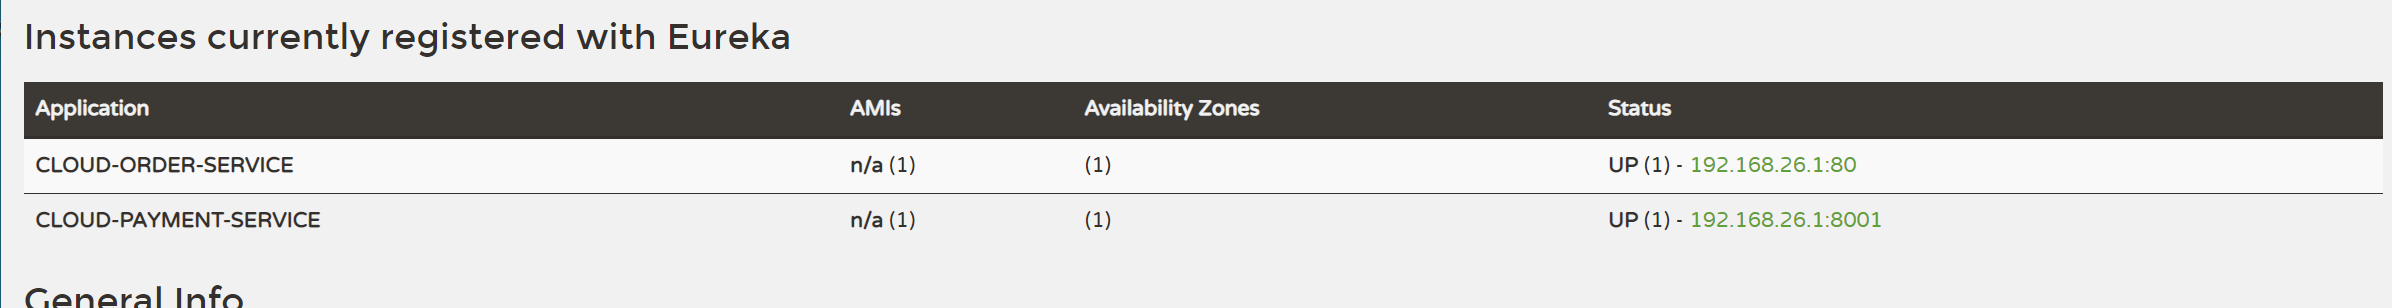 Instances currently registered with Eureka
Application AMIs Availability Zones Status
CLOUD-ORDER-SERVICE n/a (1) (1) UP (1) - 192.168.26.1:80
CLOUD-PAYMENT-SERVICE n/a (1) (1) UP (1) - 192.168.26.1:8001
General Info